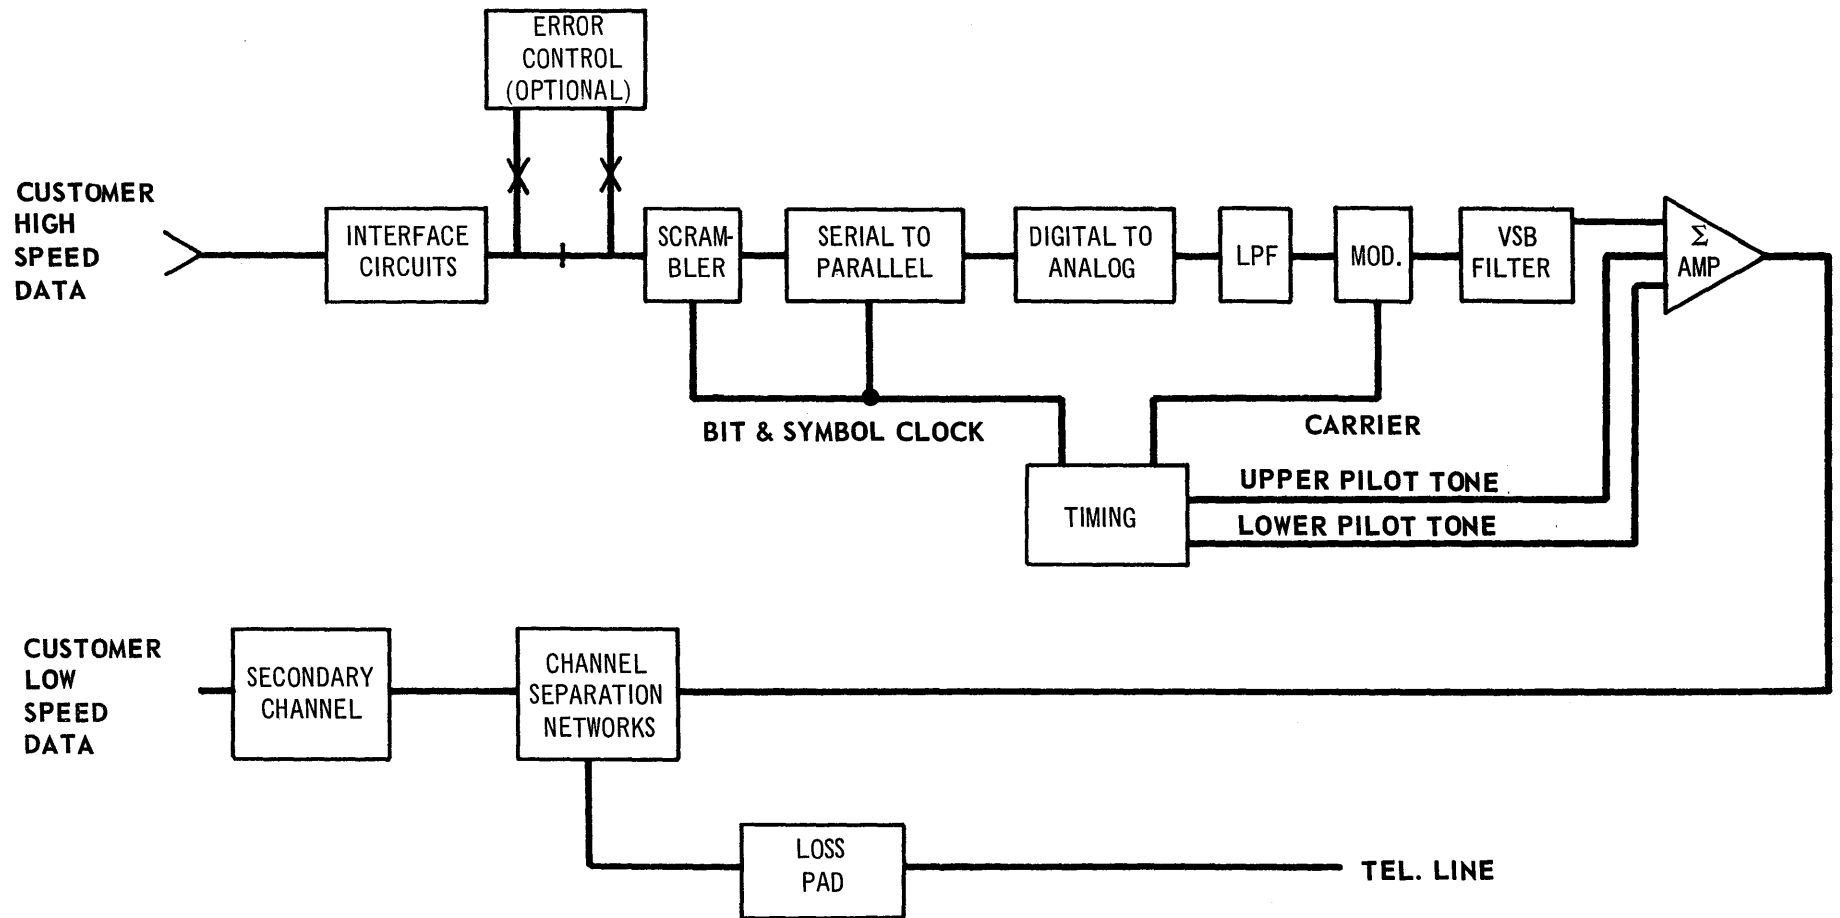 ERROR
CONTROL
(OPTIONAL)
CUSTOMER
HIGH
SPEED
DATA
INTERFACE
CIRCUITS
SCRAM-
BLER
SERIAL TO
PARALLEL
DIGITAL TO
ANALOG
LPF
MOD.
VSB
FILTER
Σ
AMP
BIT & SYMBOL CLOCK
CARRIER
TIMING
UPPER PILOT TONE
LOWER PILOT TONE
CUSTOMER
LOW
SPEED
DATA
SECONDARY
CHANNEL
CHANNEL
SEPARATION
NETWORKS
LOSS
PAD
TEL. LINE